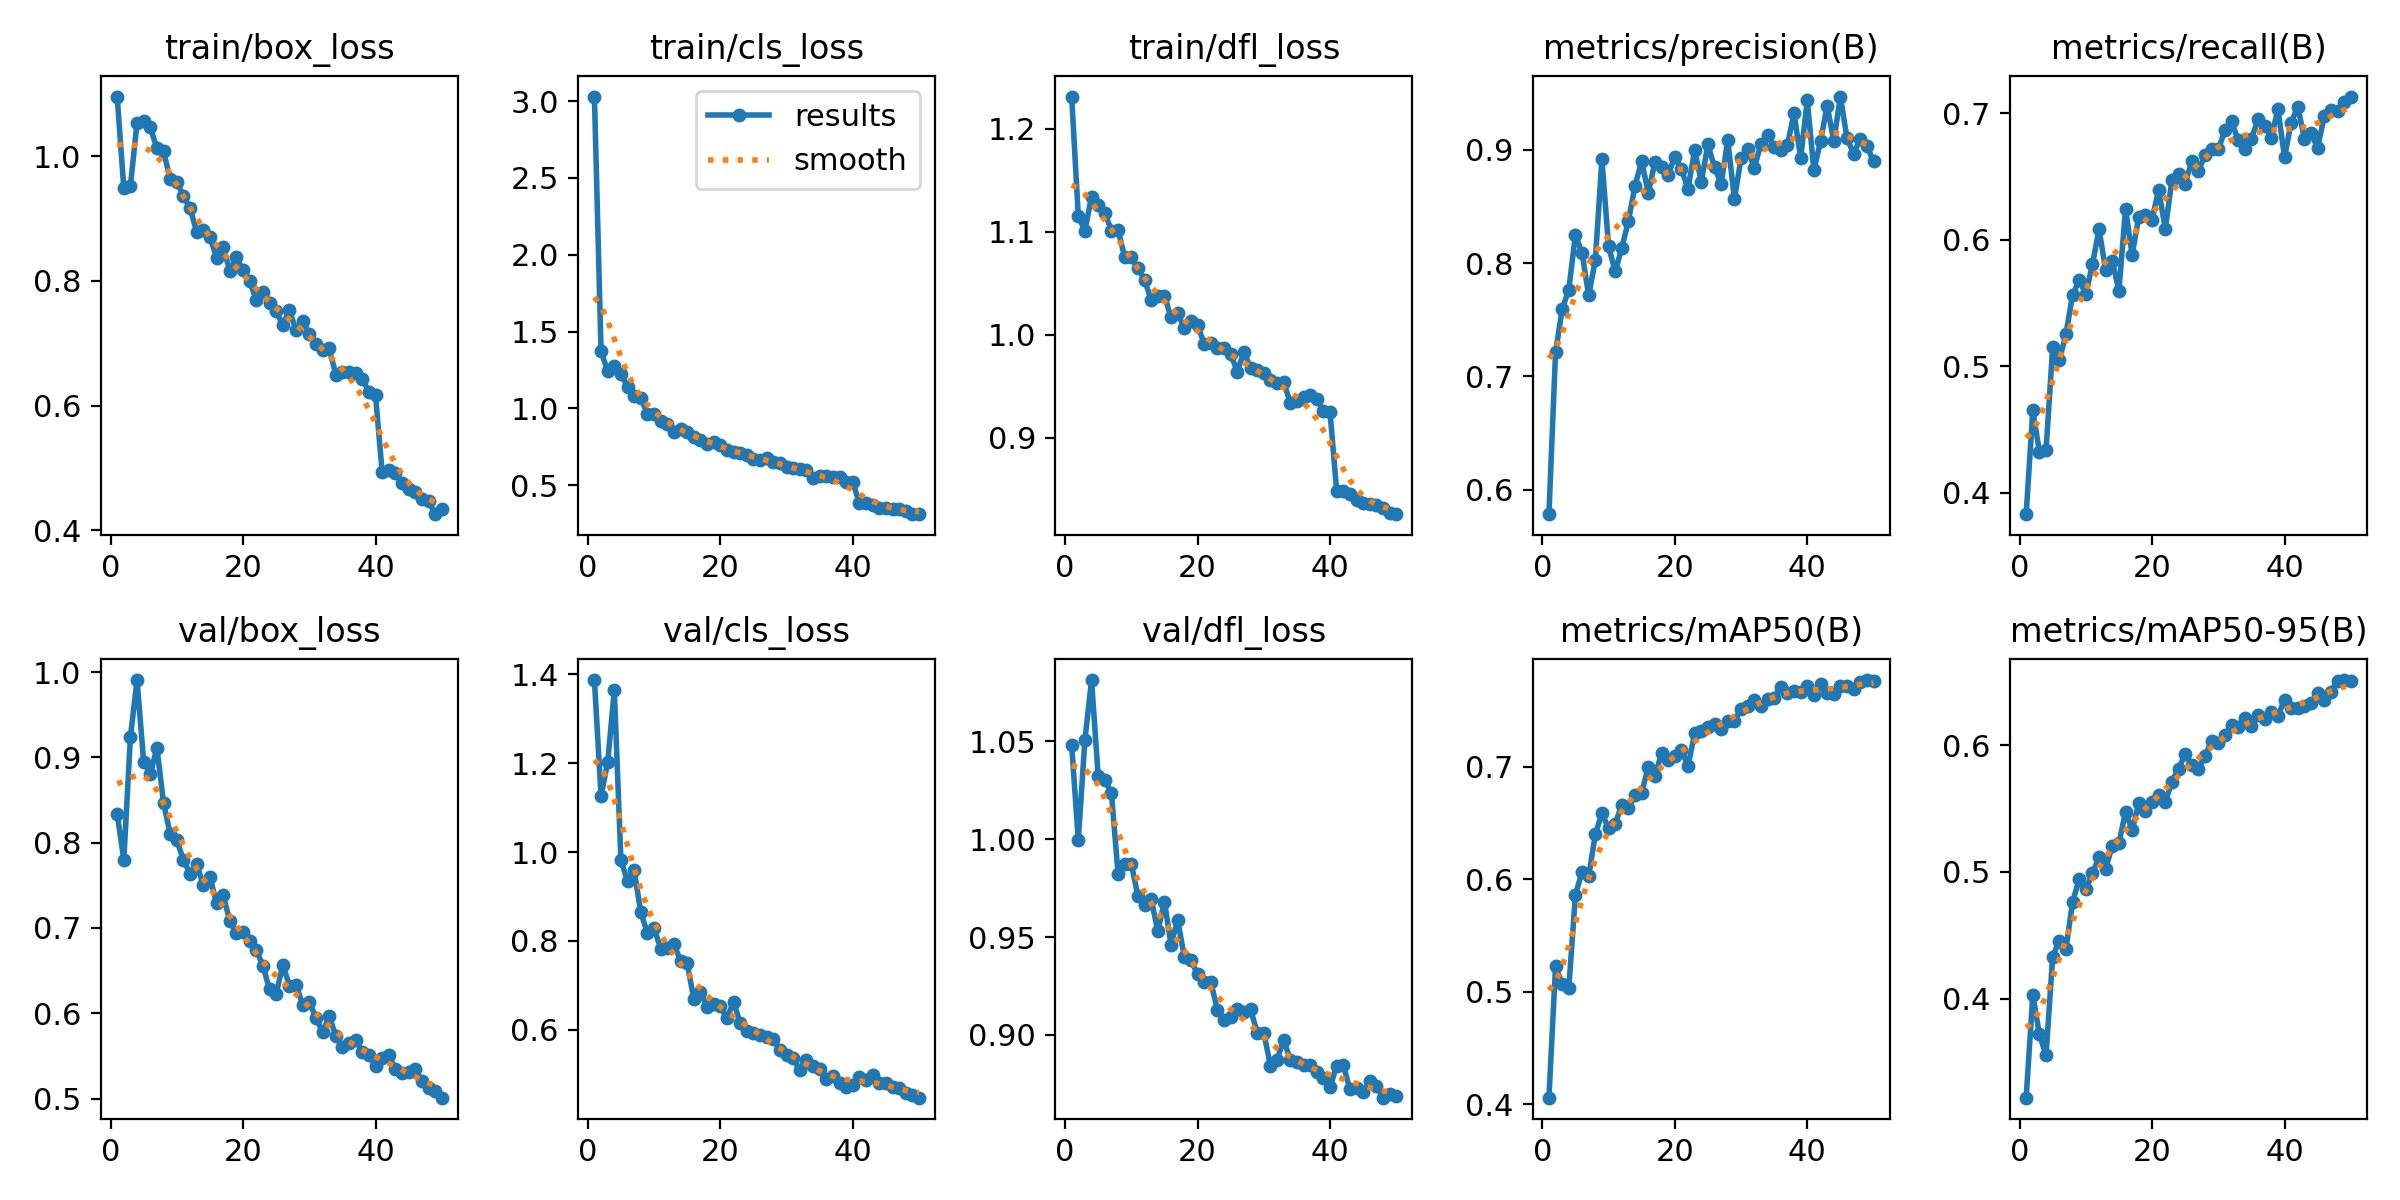 train/box_loss
1.0
0.8
0.6
0.4
0 20 40
train/cls_loss
3.0
2.5
2.0
1.5
1.0
0.5
0 20 40
results
smooth
train/dfl_loss
1.2
1.1
1.0
0.9
0 20 40
metrics/precision(B)
0.9
0.8
0.7
0.6
0 20 40
metrics/recall(B)
0.7
0.6
0.5
0.4
0 20 40
val/box_loss
1.0
0.9
0.8
0.7
0.6
0.5
0 20 40
val/cls_loss
1.4
1.2
1.0
0.8
0.6
0 20 40
val/dfl_loss
1.05
1.00
0.95
0.90
0 20 40
metrics/mAP50(B)
0.7
0.6
0.5
0.4
0 20 40
metrics/mAP50-95(B)
0.6
0.5
0.4
0 20 40